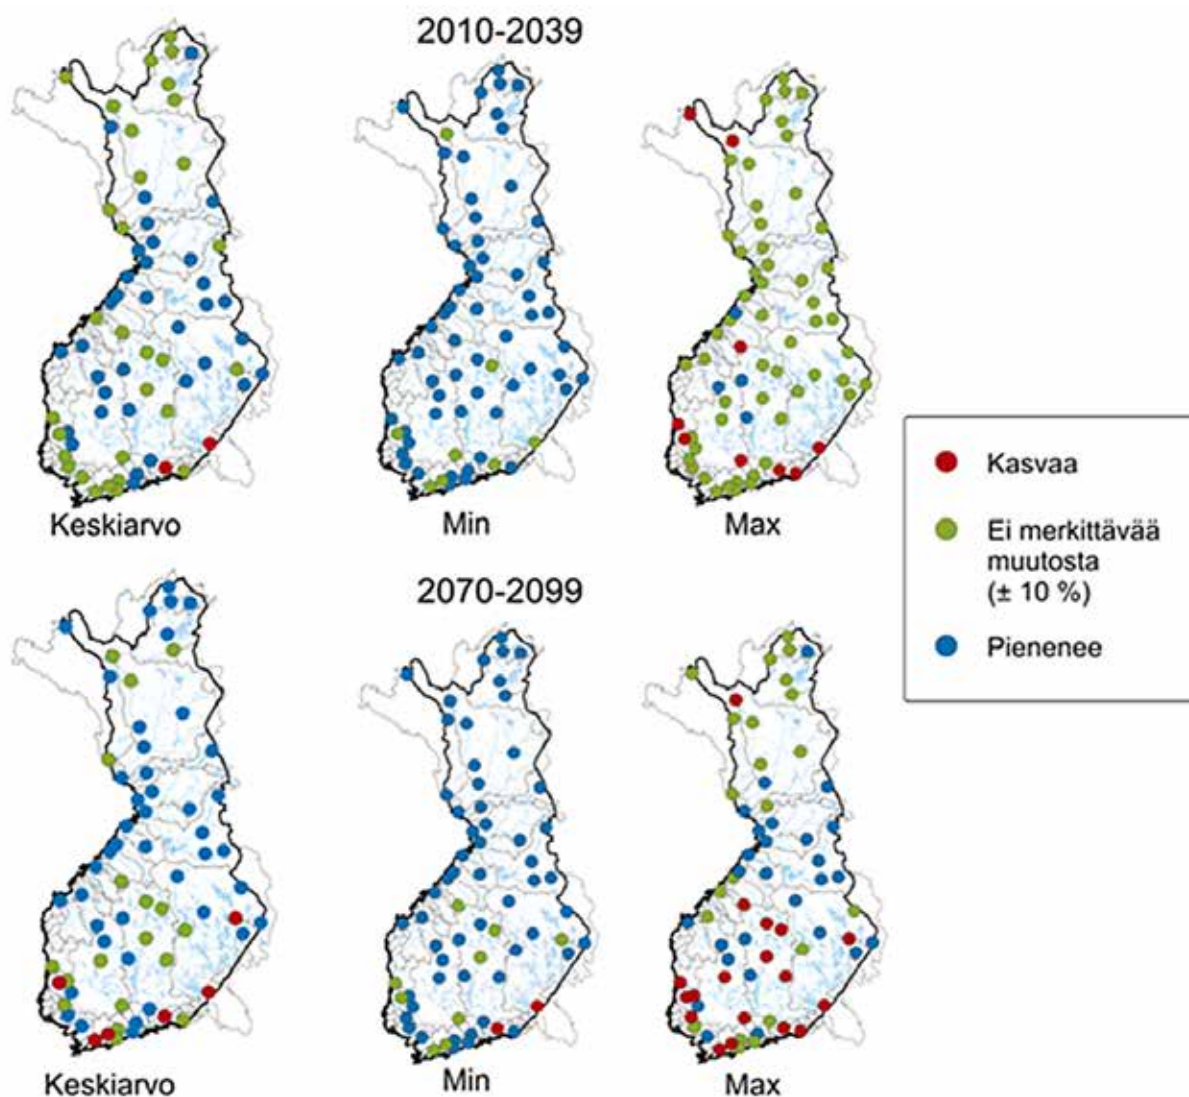 2010-2039
Keskiarvo
Min
Max
Kasvaa
Ei merkittävää
muutosta
(± 10 %)
Pienenee
2070-2099
Keskiarvo
Min
Max